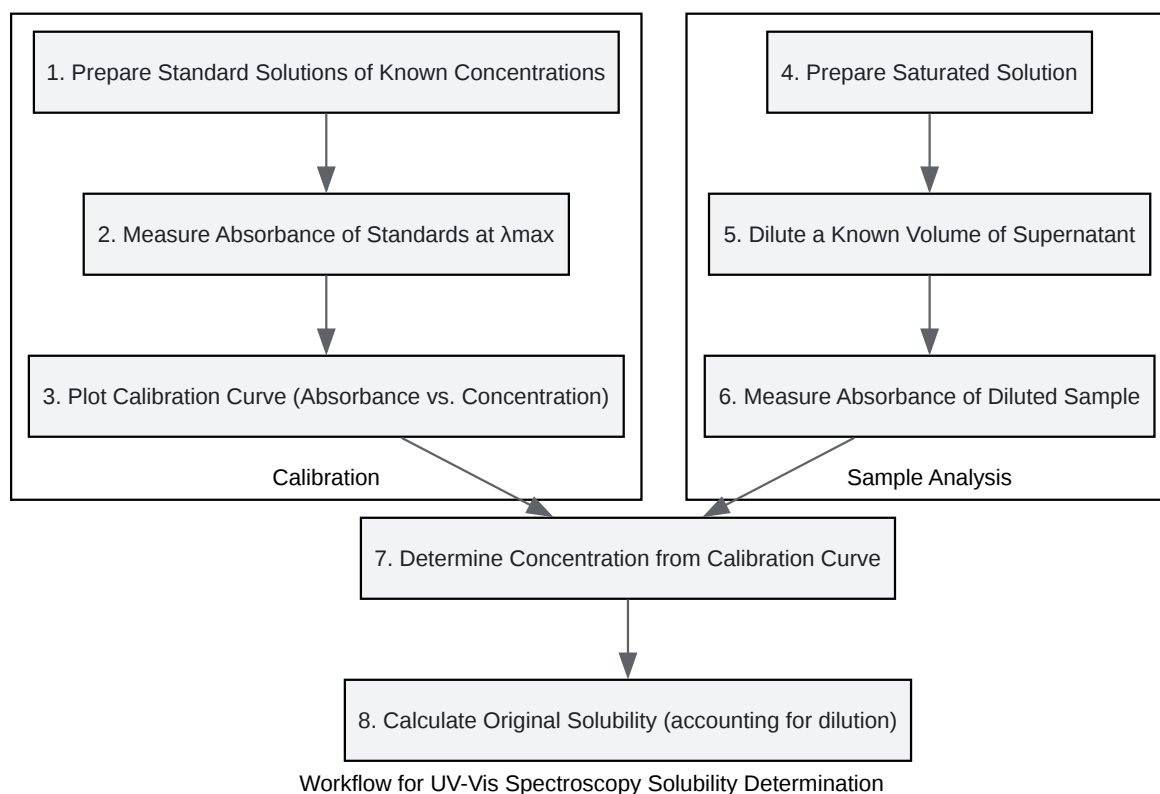 1. Prepare Standard Solutions of Known Concentrations
2. Measure Absorbance of Standards at λmax
3. Plot Calibration Curve (Absorbance vs. Concentration)
Calibration
4. Prepare Saturated Solution
5. Dilute a Known Volume of Supernatant
6. Measure Absorbance of Diluted Sample
Sample Analysis
7. Determine Concentration from Calibration Curve
8. Calculate Original Solubility (accounting for dilution)
Workflow for UV-Vis Spectroscopy Solubility Determination